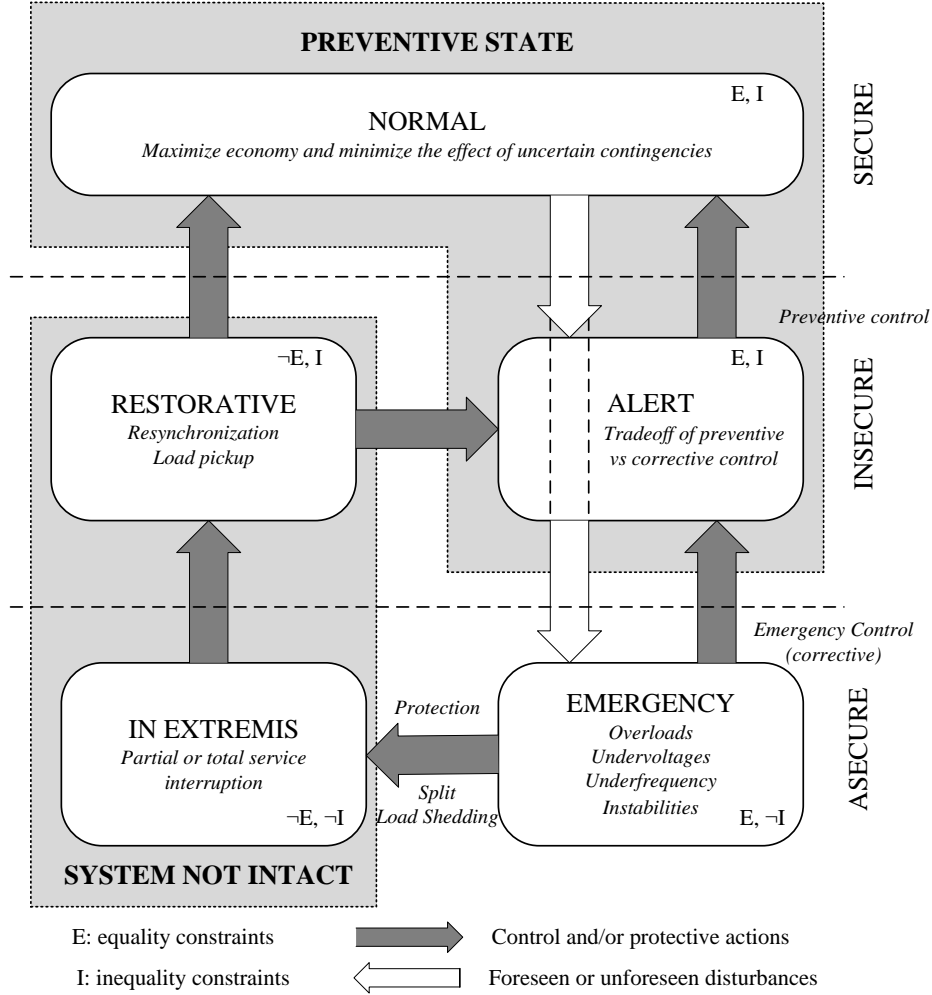 PREVENTIVE STATE
E, I
NORMAL
Maximize economy and minimize the effect of uncertain contingencies
SECURE
Preventive control
¬E, I
RESTORATIVE
Resynchronization
Load pickup
E, I
ALERT
Tradeoff of preventive
vs corrective control
INSECURE
Emergency Control
(corrective)
IN EXTREMIS
Partial or total service
interruption
¬E, ¬I
Protection
Split
Load Shedding
EMERGENCY
Overloads
Undervoltages
Underfrequency
Instabilities
E, ¬I
ASECURE
SYSTEM NOT INTACT
E: equality constraints
Control and/or protective actions
I: inequality constraints
Foreseen or unforeseen disturbances